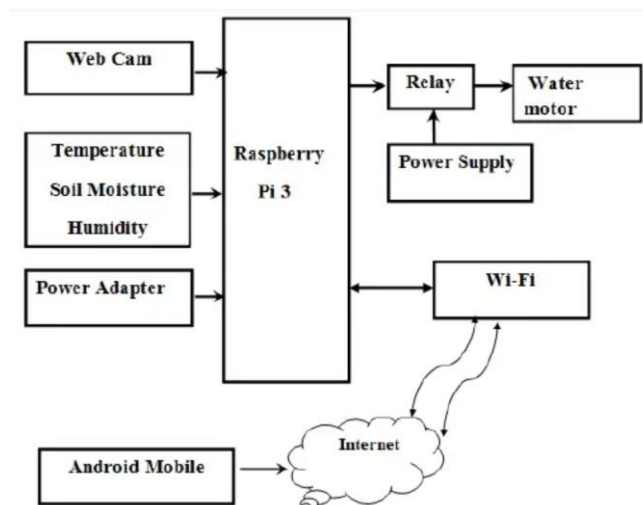 Web Cam
Temperature
Soil Moisture
Humidity
Power Adapter
Raspberry
Pi 3
Relay
Water
motor
Power Supply
Wi-Fi
Internet
Android Mobile